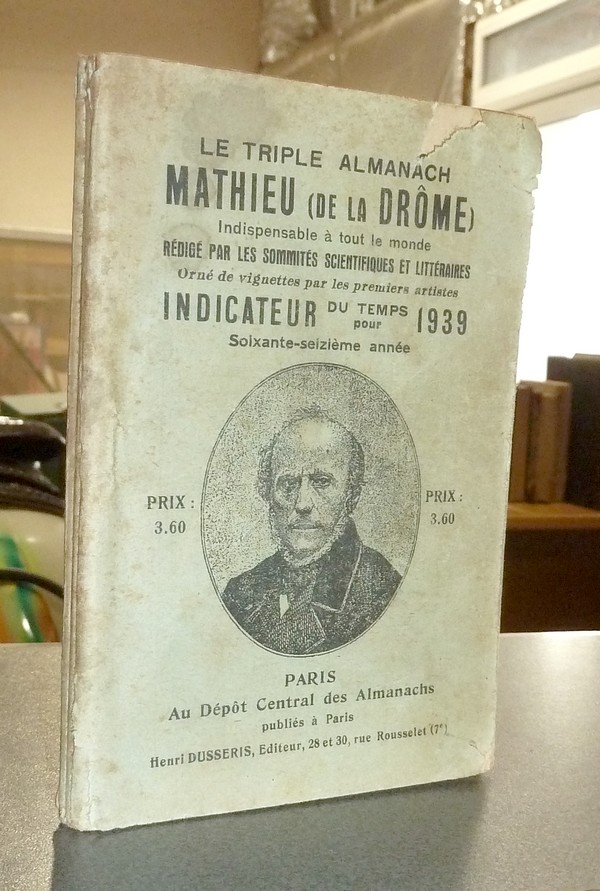 LE TRIPLE ALMANACH
MATHIEU (DE LA DRÔME)
Indispensable à tout le monde
RÉDIGÉ PAR LES SOMMITÉS SCIENTIFIQUES ET LITTÉRAIRES
Orné de vignettes par les premiers artistes
INDICATEUR DU TEMPS pour 1939
Soixante-seizième année
PRIX :
3.60
PRIX :
3.60
PARIS
Au Dépôt Central des Almanachs
publiés à Paris
Henri DUSSERIS, Editeur, 28 et 30, rue Rousselet (7e)